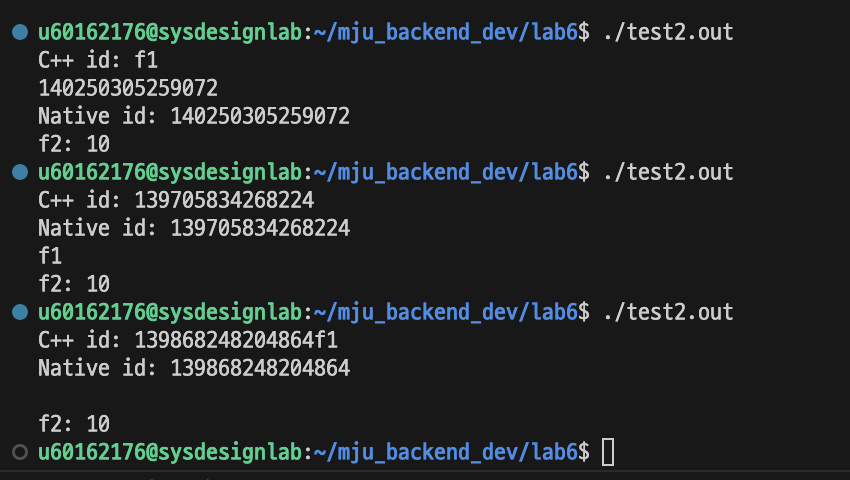 u60162176@sysdesignlab:~/mju_backend_dev/lab6$ ./test2.out
C++ id: f1
140250305259072
Native id: 140250305259072
f2: 10
u60162176@sysdesignlab:~/mju_backend_dev/lab6$ ./test2.out
C++ id: 139705834268224
Native id: 139705834268224
f1
f2: 10
u60162176@sysdesignlab:~/mju_backend_dev/lab6$ ./test2.out
C++ id: 139868248204864f1
Native id: 139868248204864
f2: 10
u60162176@sysdesignlab:~/mju_backend_dev/lab6$